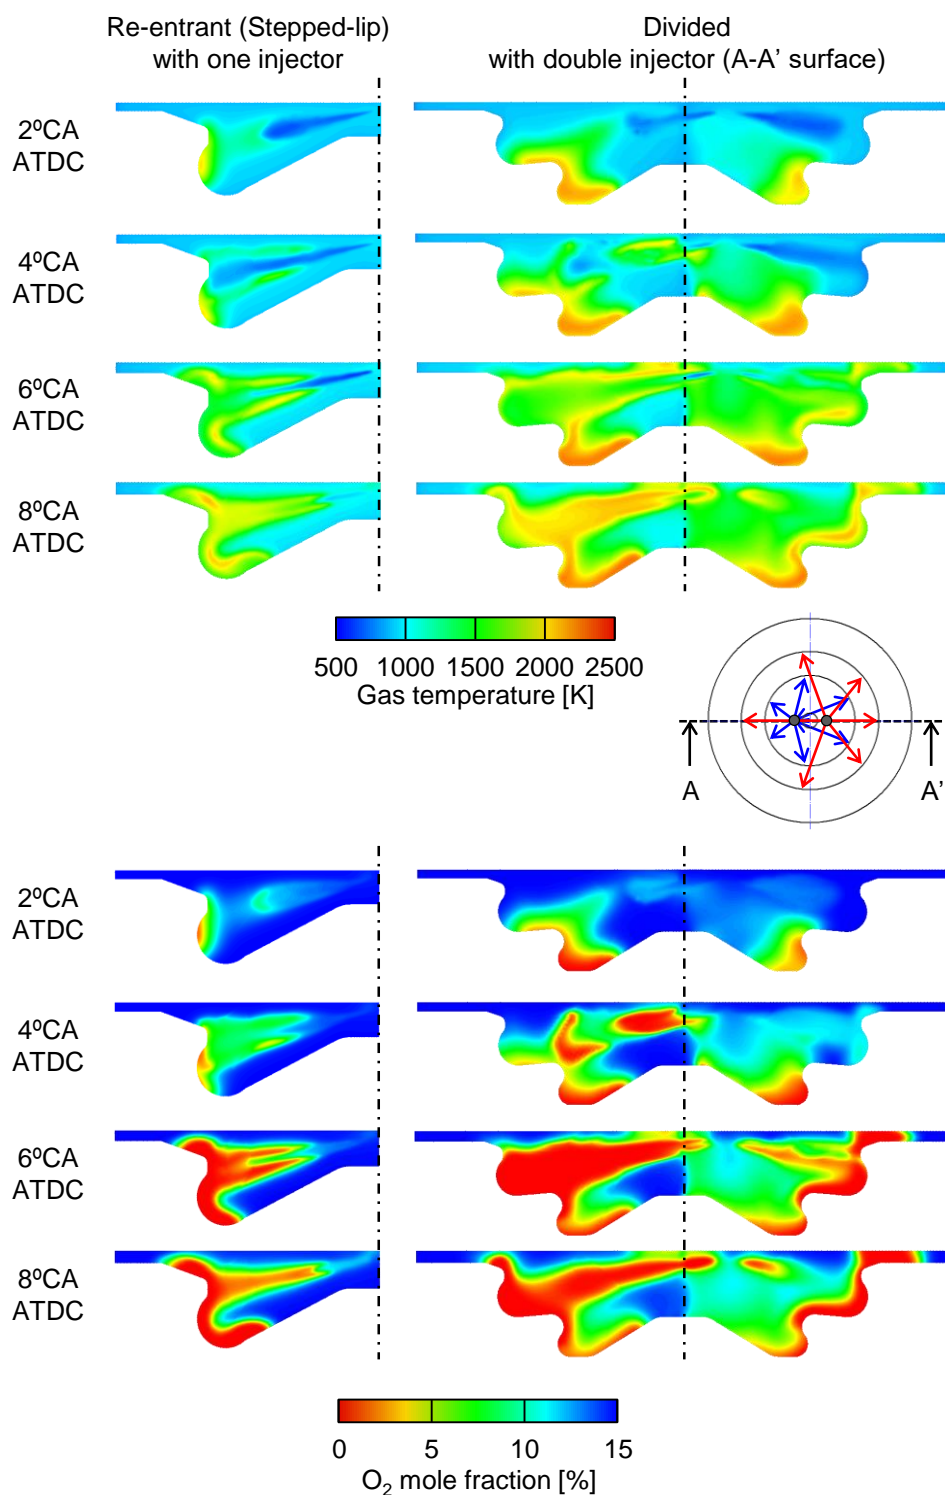 Re-entrant (Stepped-lip)
with one injector
Divided
with double injector (A-A' surface)
2ºCA
ATDC
4ºCA
ATDC
6ºCA
ATDC
8ºCA
ATDC
500 1000 1500 2000 2500
Gas temperature [K]
A A'
2ºCA
ATDC
4ºCA
ATDC
6ºCA
ATDC
8ºCA
ATDC
0 5 10 15
O₂ mole fraction [%]